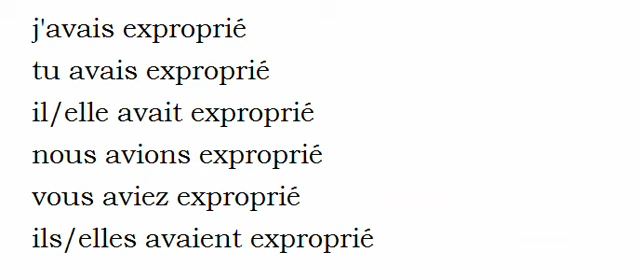 j'avais exproprié
tu avais exproprié
il/elle avait exproprié
nous avions exproprié
vous aviez exproprié
ils/elles avaient exproprié